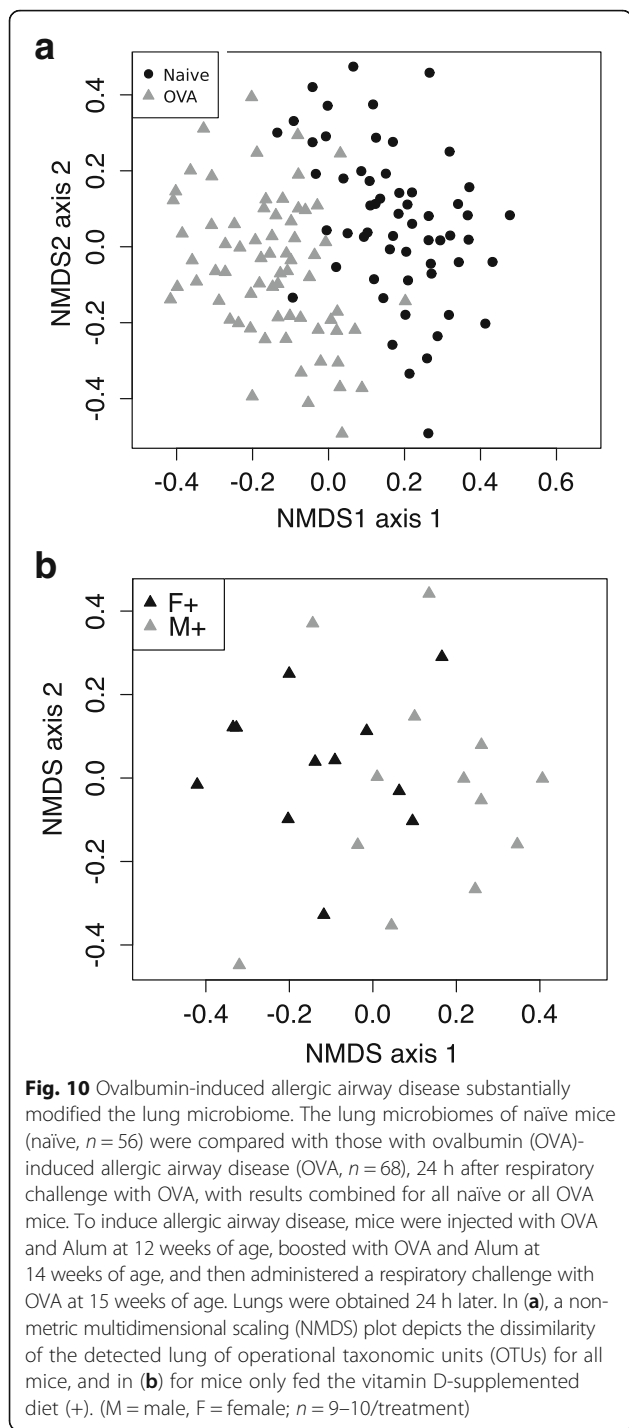 a
Naive
OVA
0.4
0.2
0.0
-0.2
-0.4
NMDS2 axis 2
-0.4 -0.2 0.0 0.2 0.4 0.6
NMDS1 axis 1
b
F+
M+
0.4
0.2
0.0
-0.2
-0.4
NMDS axis 2
-0.4 -0.2 0.0 0.2 0.4
NMDS axis 1
Fig. 10 Ovalbumin-induced allergic airway disease substantially
modified the lung microbiome. The lung microbiomes of naïve mice
(naïve, n = 56) were compared with those with ovalbumin (OVA)-
induced allergic airway disease (OVA, n = 68), 24 h after respiratory
challenge with OVA, with results combined for all naïve or all OVA
mice. To induce allergic airway disease, mice were injected with OVA
and Alum at 12 weeks of age, boosted with OVA and Alum at
14 weeks of age, and then administered a respiratory challenge with
OVA at 15 weeks of age. Lungs were obtained 24 h later. In (a), a non-
metric multidimensional scaling (NMDS) plot depicts the dissimilarity
of the detected lung of operational taxonomic units (OTUs) for all
mice, and in (b) for mice only fed the vitamin D-supplemented
diet (+). (M = male, F = female; n = 9–10/treatment)